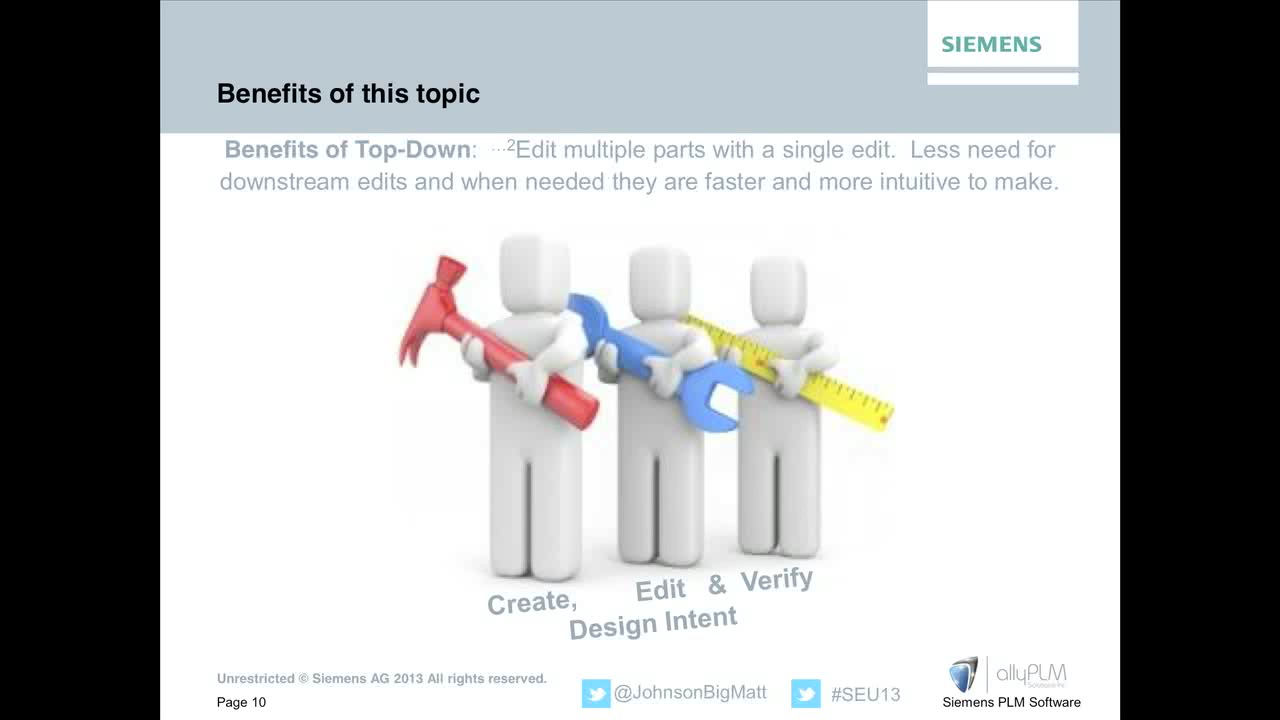 SIEMENS
Benefits of this topic
Benefits of Top-Down: ...2Edit multiple parts with a single edit. Less need for
downstream edits and when needed they are faster and more intuitive to make.
Create, Edit & Verify
Design Intent
Unrestricted © Siemens AG 2013 All rights reserved.
Page 10
@JohnsonBigMatt
#SEU13
allyPLM
Solutions Inc
Siemens PLM Software